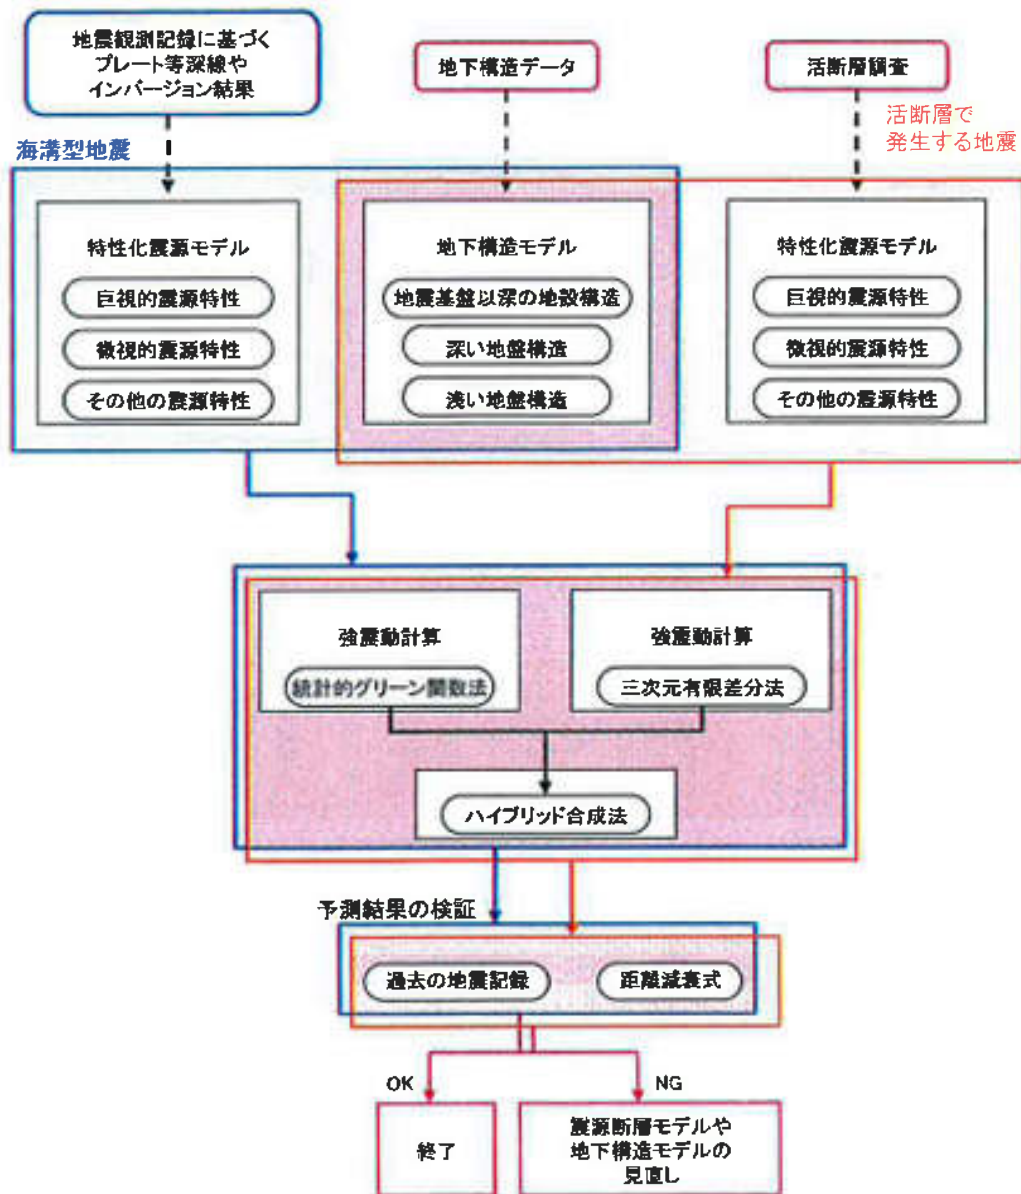 地震観測記録に基づく
プレート等深線や
インバージョン結果
地下構造データ
活断層調査
海溝型地震
活断層で
発生する地震
特性化震源モデル
巨視的震源特性
微視的震源特性
その他の震源特性
地下構造モデル
地震基盤以深の地設構造
深い地盤構造
浅い地盤構造
特性化震源モデル
巨視的震源特性
微視的震源特性
その他の震源特性
強震動計算
統計的グリーン関数法
強震動計算
三次元有限差分法
ハイブリッド合成法
予測結果の検証
過去の地震記録
距離減衰式
OK
NG
終了
震源断層モデルや
地下構造モデルの
見直し